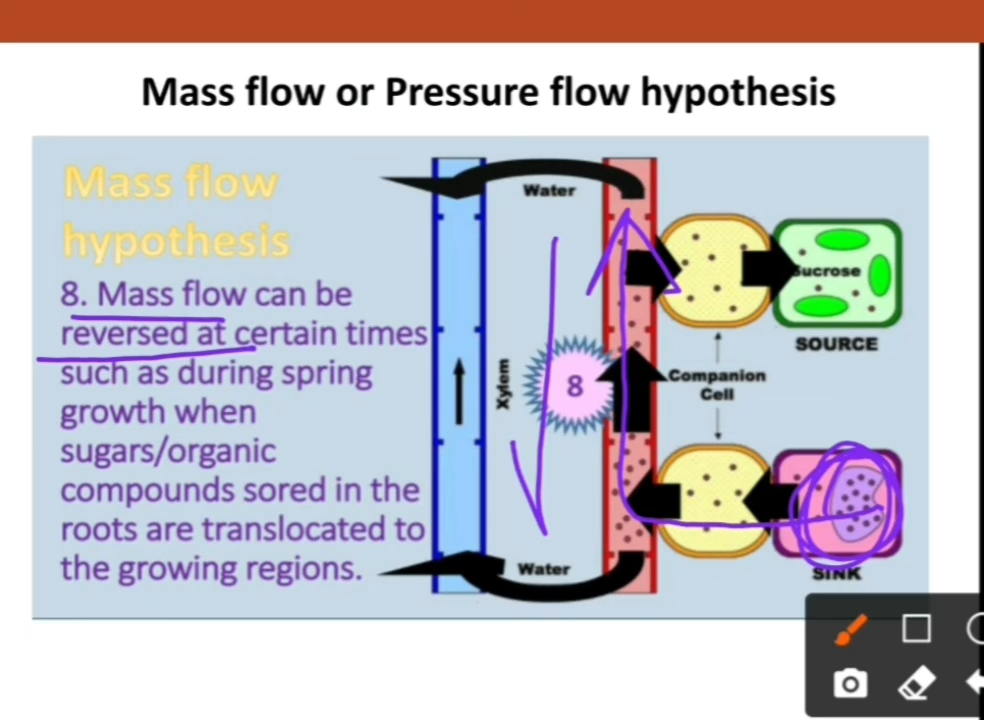 Mass flow or Pressure flow hypothesis
Mass flow
hypothesis
8. Mass flow can be
reversed at certain times
such as during spring
growth when
sugars/organic
compounds sored in the
roots are translocated to
the growing regions.
Water
Xylem
8
Sucrose
SOURCE
Companion
Cell
Water
SINK